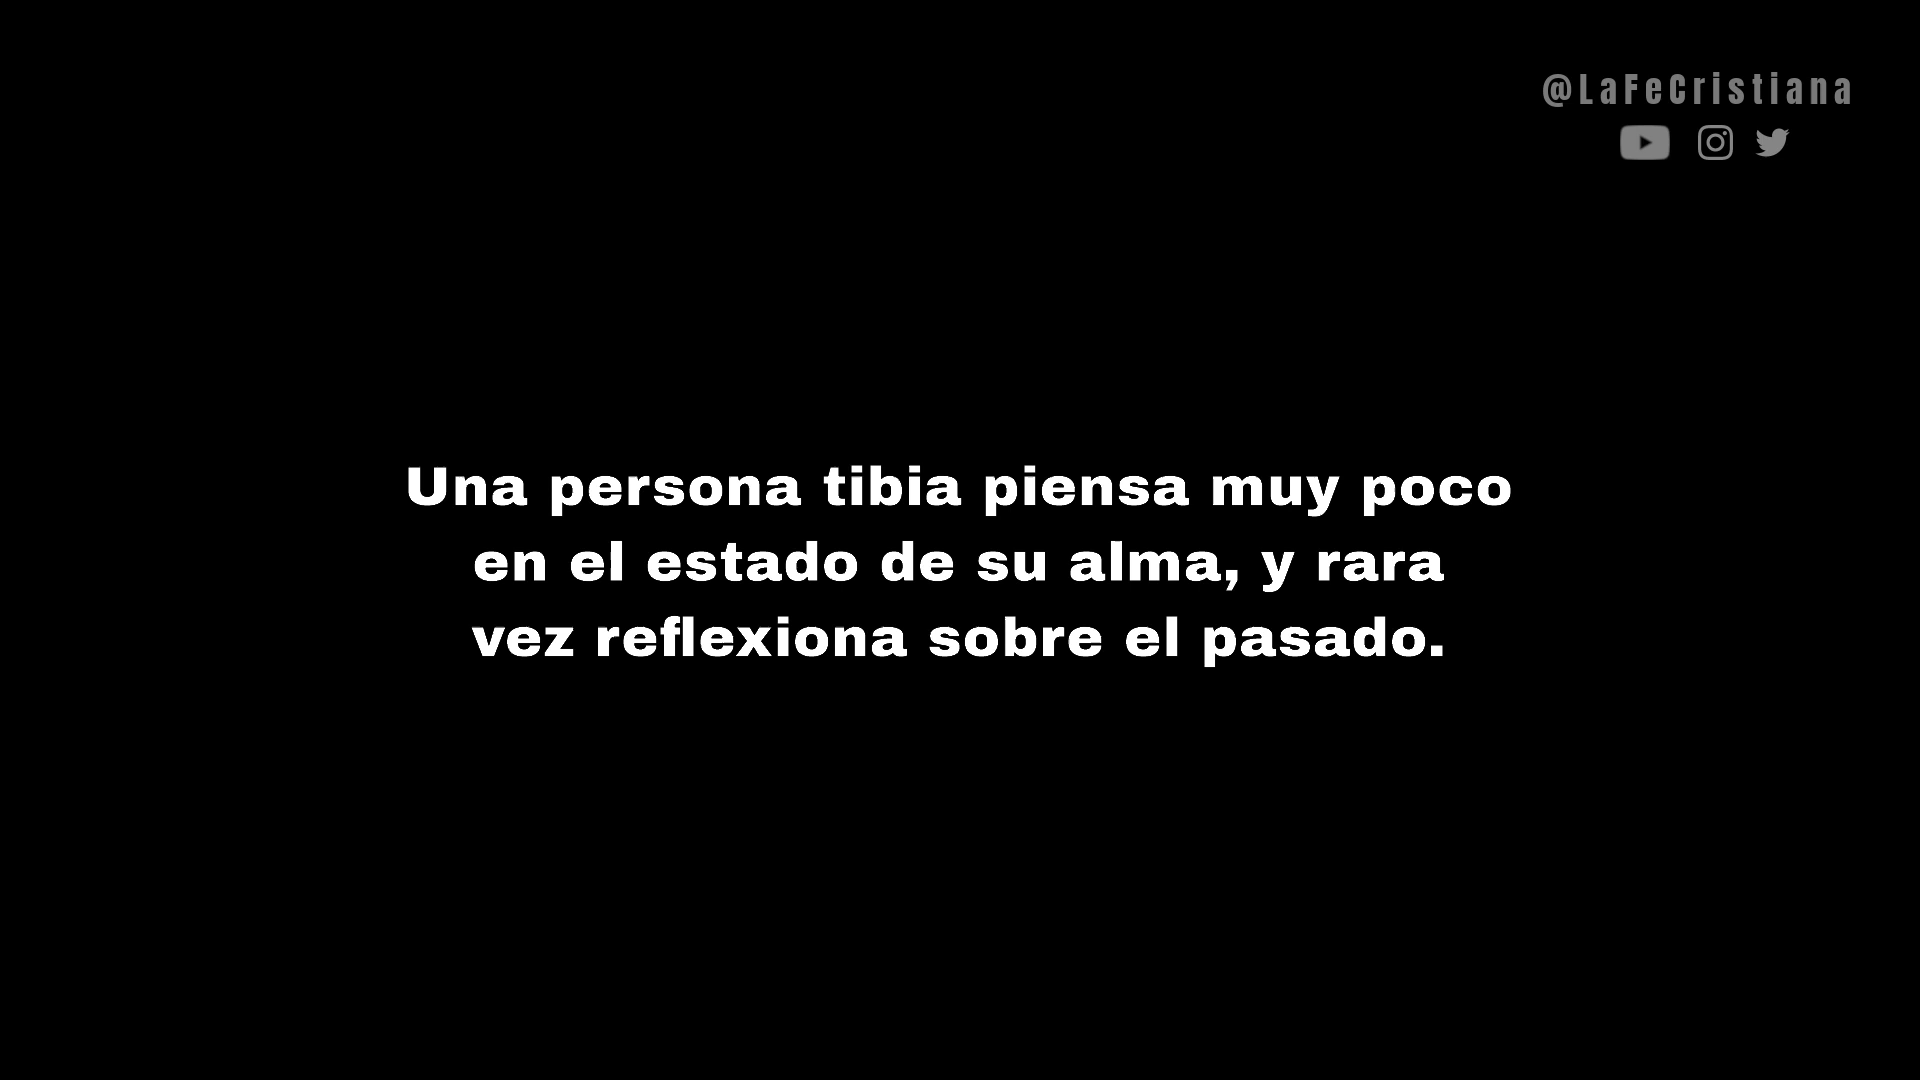 @LaFeCristiana
Una persona tibia piensa muy poco
en el estado de su alma, y rara
vez reflexiona sobre el pasado.